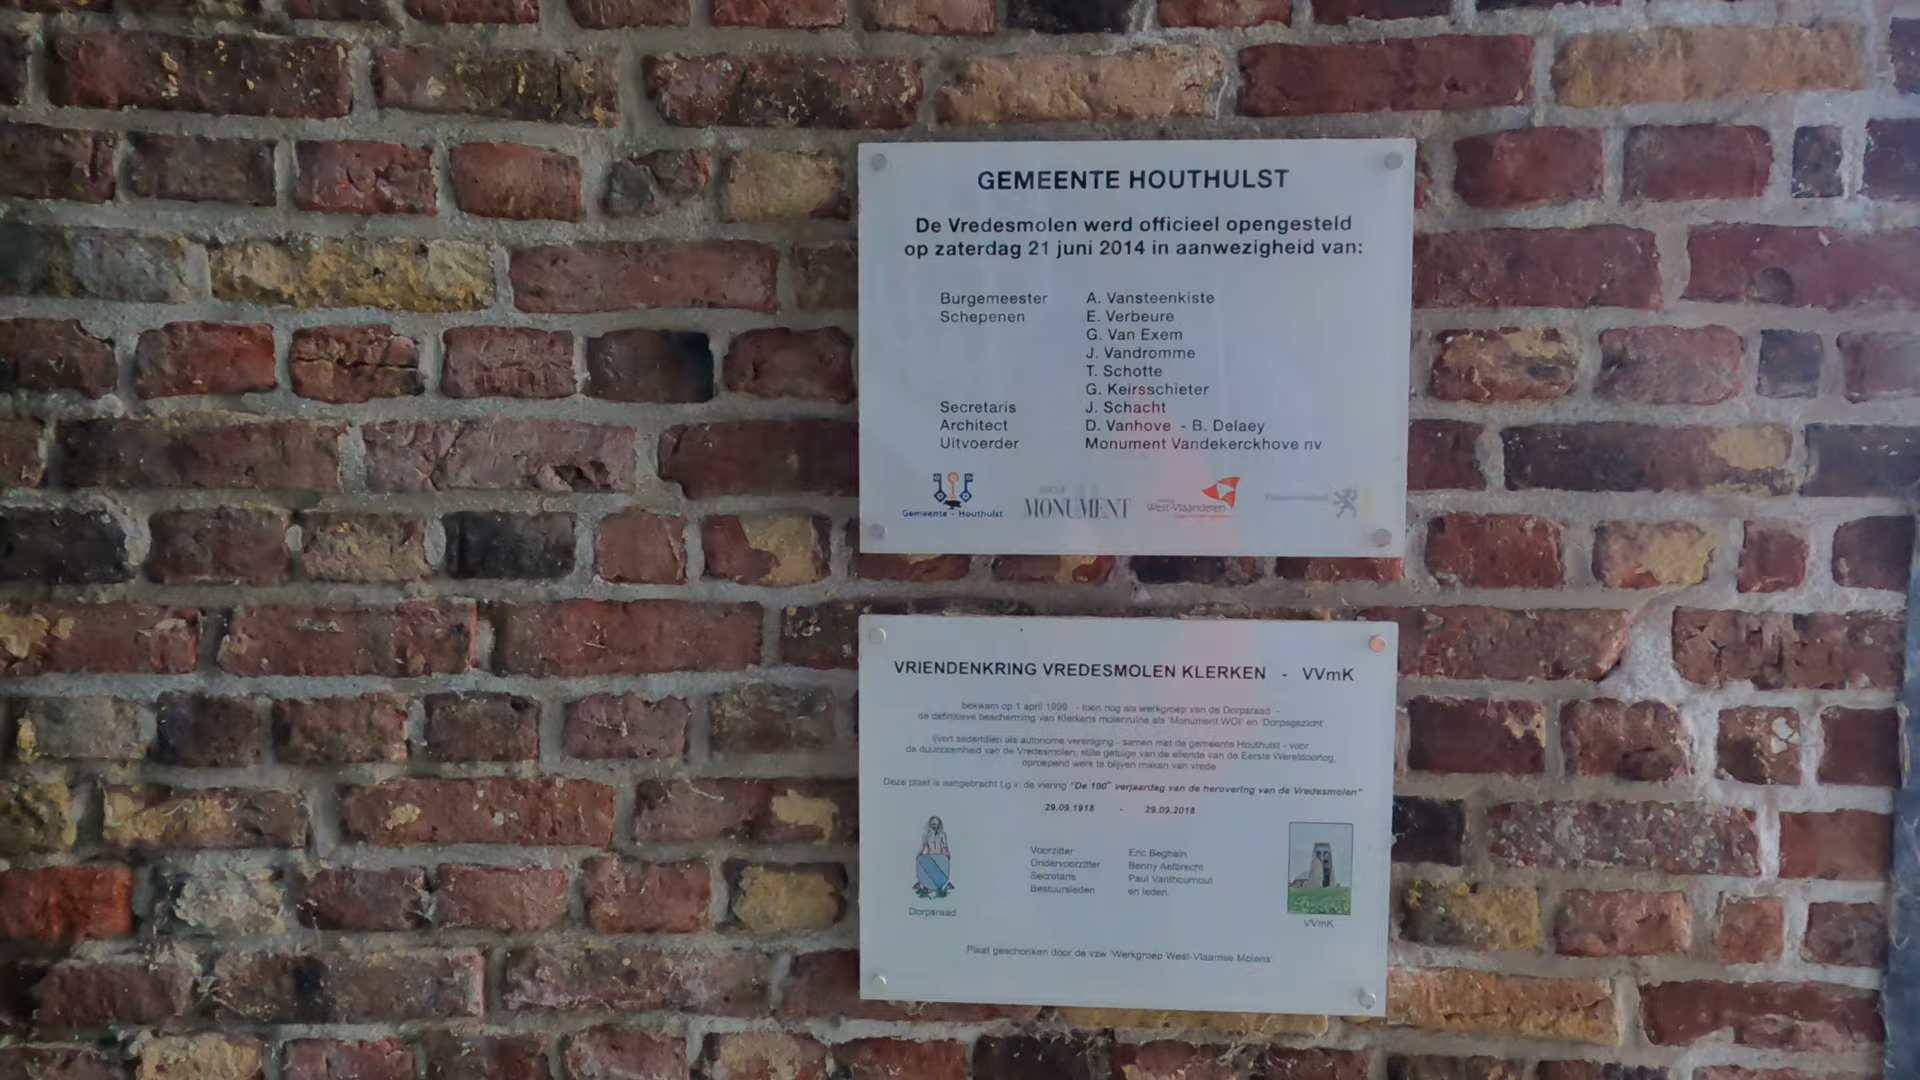 GEMEENTE HOUTHULST
De Vredesmolen werd officieel opengesteld
op zaterdag 21 juni 2014 in aanwezigheid van:
Burgemeester A. Vansteenkiste
Schepenen E. Verbeure
G. Van Exem
J. Vandromme
T. Schotte
G. Keirsschieter
Secretaris J. Schacht
Architect D. Vanhove - B. Delaey
Uitvoerder Monument Vandekerckhove nv
Gemeente - Houthulst
MONUMENT
West-Vlaanderen
VRIENDENKRING VREDESMOLEN KLERKEN - VVmK
bekwam op 1 april 1999 - toen nog als werkgroep van de Dorpsraad -
de definitieve bescherming van Klerkens molenruïne als 'Monument WOI' en 'Dorpsgezicht'.
ijvert sedertdien als autonome vereniging - samen met de gemeente Houthulst - voor
de duurzaamheid van de Vredesmolen, stille getuige van de ellende van de Eerste Wereldoorlog,
oproepend werk te blijven maken van vrede
Deze plaat is aangebracht t.g.v. de viering "De 100ste verjaardag van de herovering van de Vredesmolen"
29.09.1918 - 29.09.2018
Voorzitter Eric Beghein
Ondervoorzitter Benny Aelbrecht
Secretaris Paul Vanthournout
Bestuursleden en leden.
Dorpsraad
VVmK
Plaat geschonken door de vzw 'Werkgroep West-Vlaamse Molens'